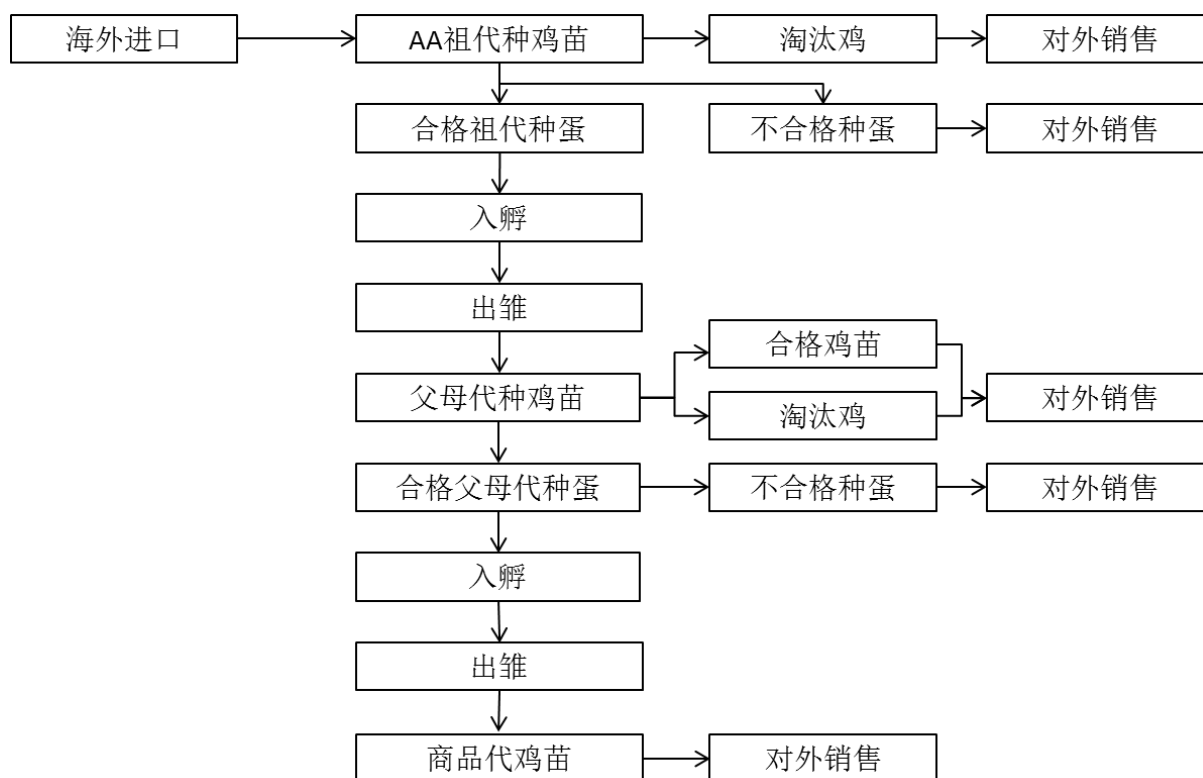 海外进口
AA祖代种鸡苗
淘汰鸡
对外销售
合格祖代种蛋
不合格种蛋
对外销售
入孵
出雏
合格鸡苗
父母代种鸡苗
对外销售
淘汰鸡
合格父母代种蛋
不合格种蛋
对外销售
入孵
出雏
商品代鸡苗
对外销售